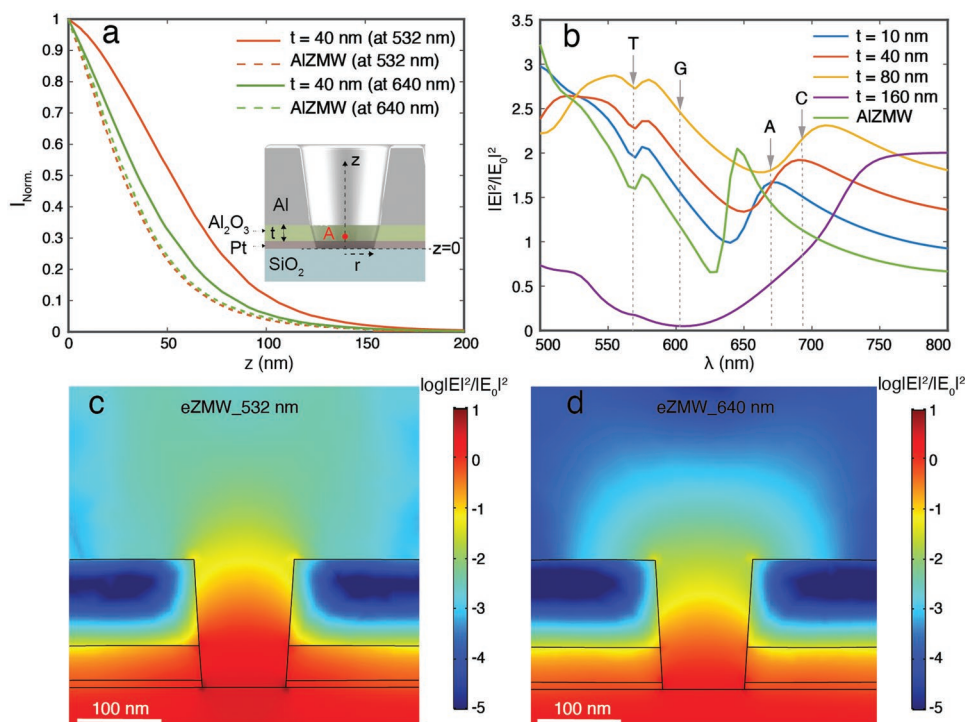 a
t = 40 nm (at 532 nm)
AlZMW (at 532 nm)
t = 40 nm (at 640 nm)
AlZMW (at 640 nm)
I_Norm.
1
0.9
0.8
0.7
0.6
0.5
0.4
0.3
0.2
0.1
0
0 50 100 150 200
z (nm)
z
Al
Al₂O₃
t
A
Pt
z=0
SiO₂
r
b
t = 10 nm
t = 40 nm
t = 80 nm
t = 160 nm
AlZMW
T
G
A
C
|E|²/|E₀|²
3.5
3
2.5
2
1.5
1
0.5
0
500 550 600 650 700 750 800
λ (nm)
c
eZMW_532 nm
log|E|²/|E₀|²
1
0
-1
-2
-3
-4
-5
100 nm
d
eZMW_640 nm
log|E|²/|E₀|²
1
0
-1
-2
-3
-4
-5
100 nm